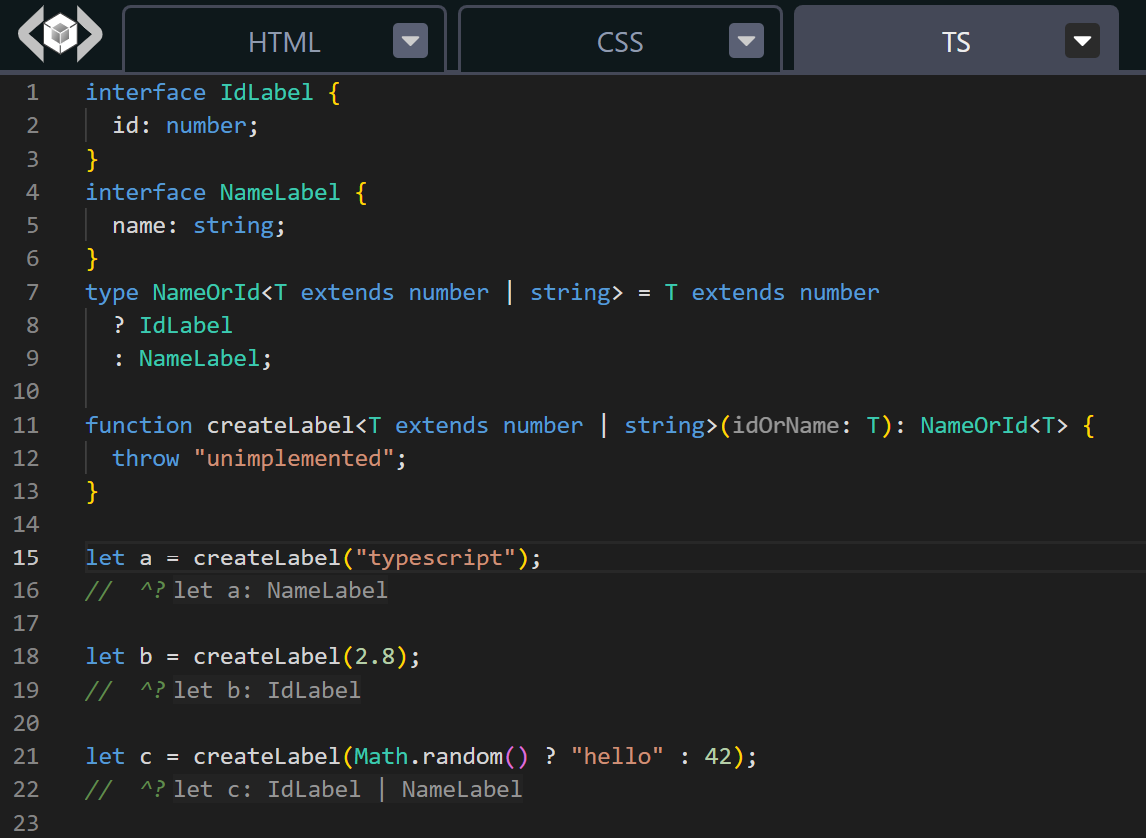 HTML CSS TS
1 interface IdLabel {
2   id: number;
3 }
4 interface NameLabel {
5   name: string;
6 }
7 type NameOrId<T extends number | string> = T extends number
8   ? IdLabel
9   : NameLabel;
10
11 function createLabel<T extends number | string>(idOrName: T): NameOrId<T> {
12   throw "unimplemented";
13 }
14
15 let a = createLabel("typescript");
16 //  ^? let a: NameLabel
17
18 let b = createLabel(2.8);
19 //  ^? let b: IdLabel
20
21 let c = createLabel(Math.random() ? "hello" : 42);
22 //  ^? let c: IdLabel | NameLabel
23